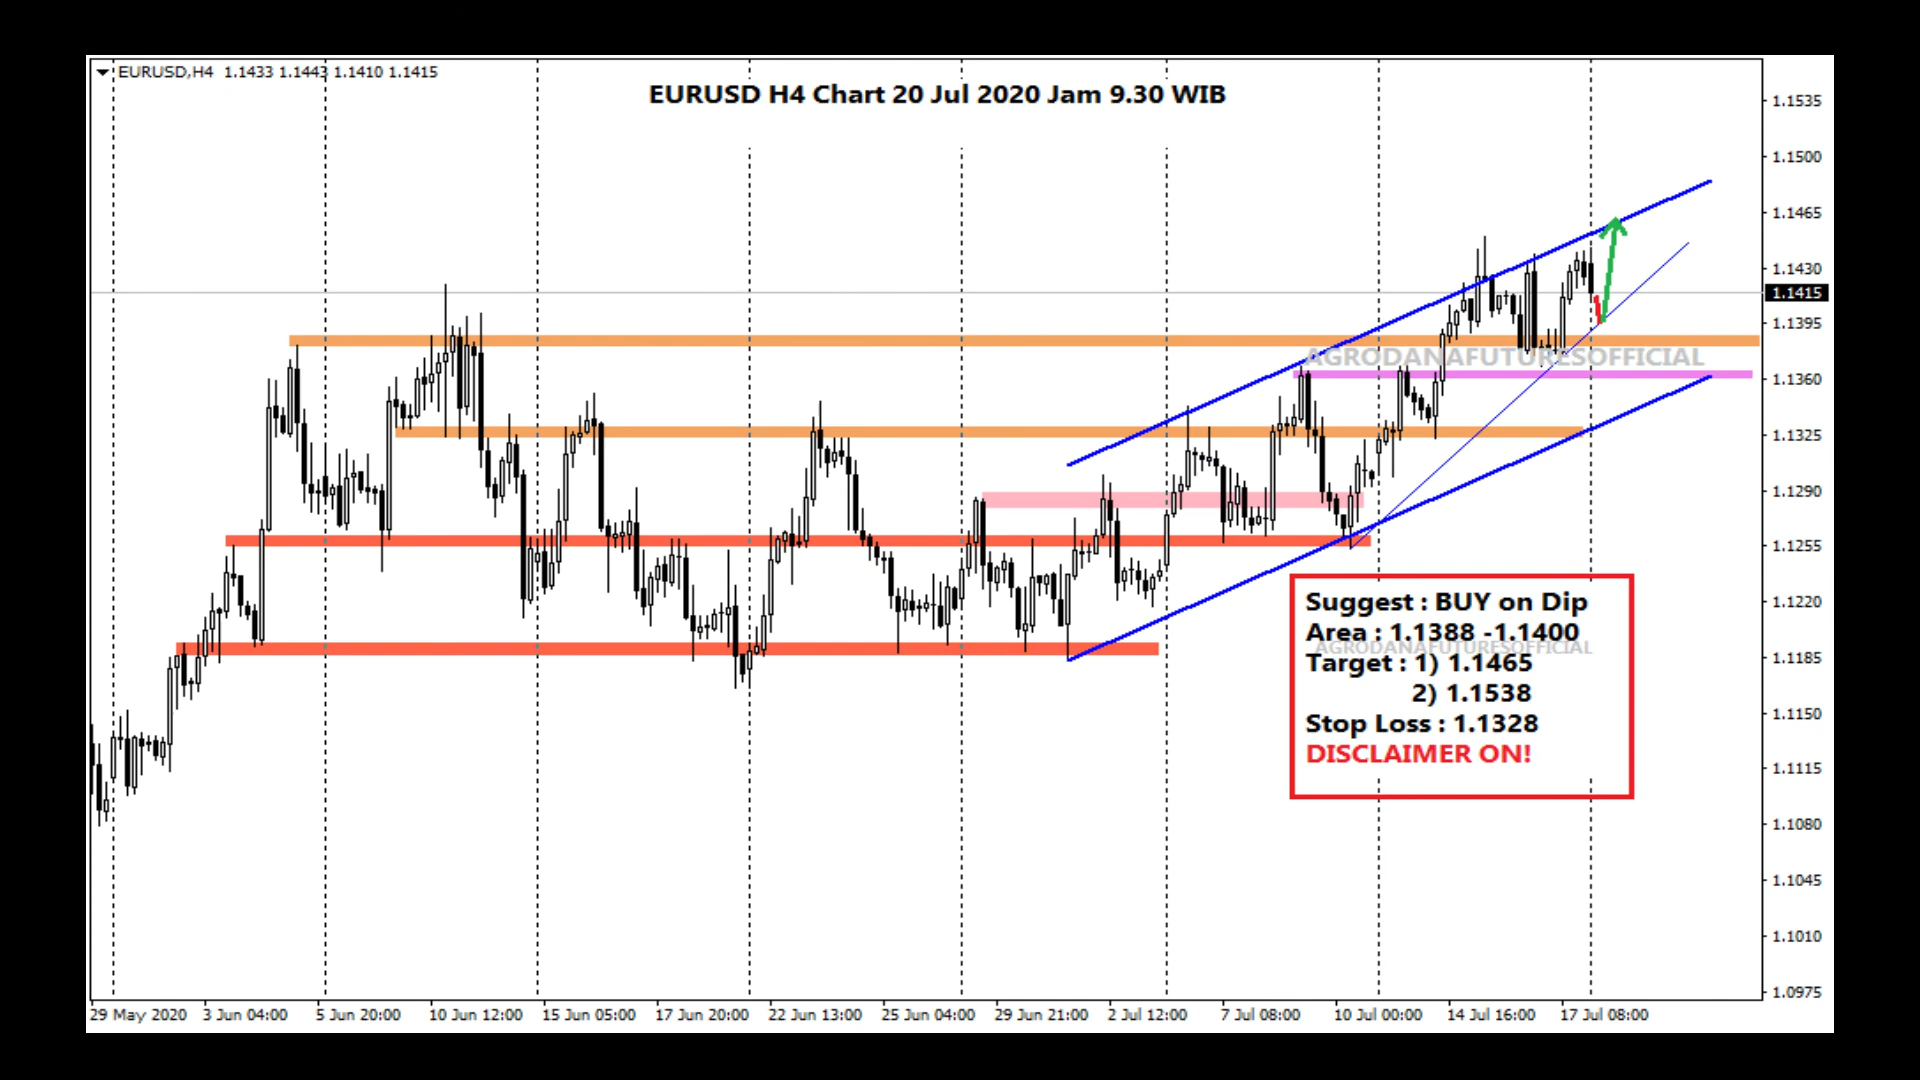 EURUSD,H4 1.1433 1.1443 1.1410 1.1415
EURUSD H4 Chart 20 Jul 2020 Jam 9.30 WIB
1.1535
1.1500
1.1465
1.1430
1.1415
1.1395
AGRODANAFUTURESOFFICIAL
1.1360
1.1325
1.1290
1.1255
1.1220
1.1185
1.1150
1.1115
1.1080
1.1045
1.1010
1.0975
Suggest : BUY on Dip
Area : 1.1388 -1.1400
AGRODANAFUTURESOFFICIAL
Target : 1) 1.1465
2) 1.1538
Stop Loss : 1.1328
DISCLAIMER ON!
29 May 2020 3 Jun 04:00 5 Jun 20:00 10 Jun 12:00 15 Jun 05:00 17 Jun 20:00 22 Jun 13:00 25 Jun 04:00 29 Jun 21:00 2 Jul 12:00 7 Jul 08:00 10 Jul 00:00 14 Jul 16:00 17 Jul 08:00